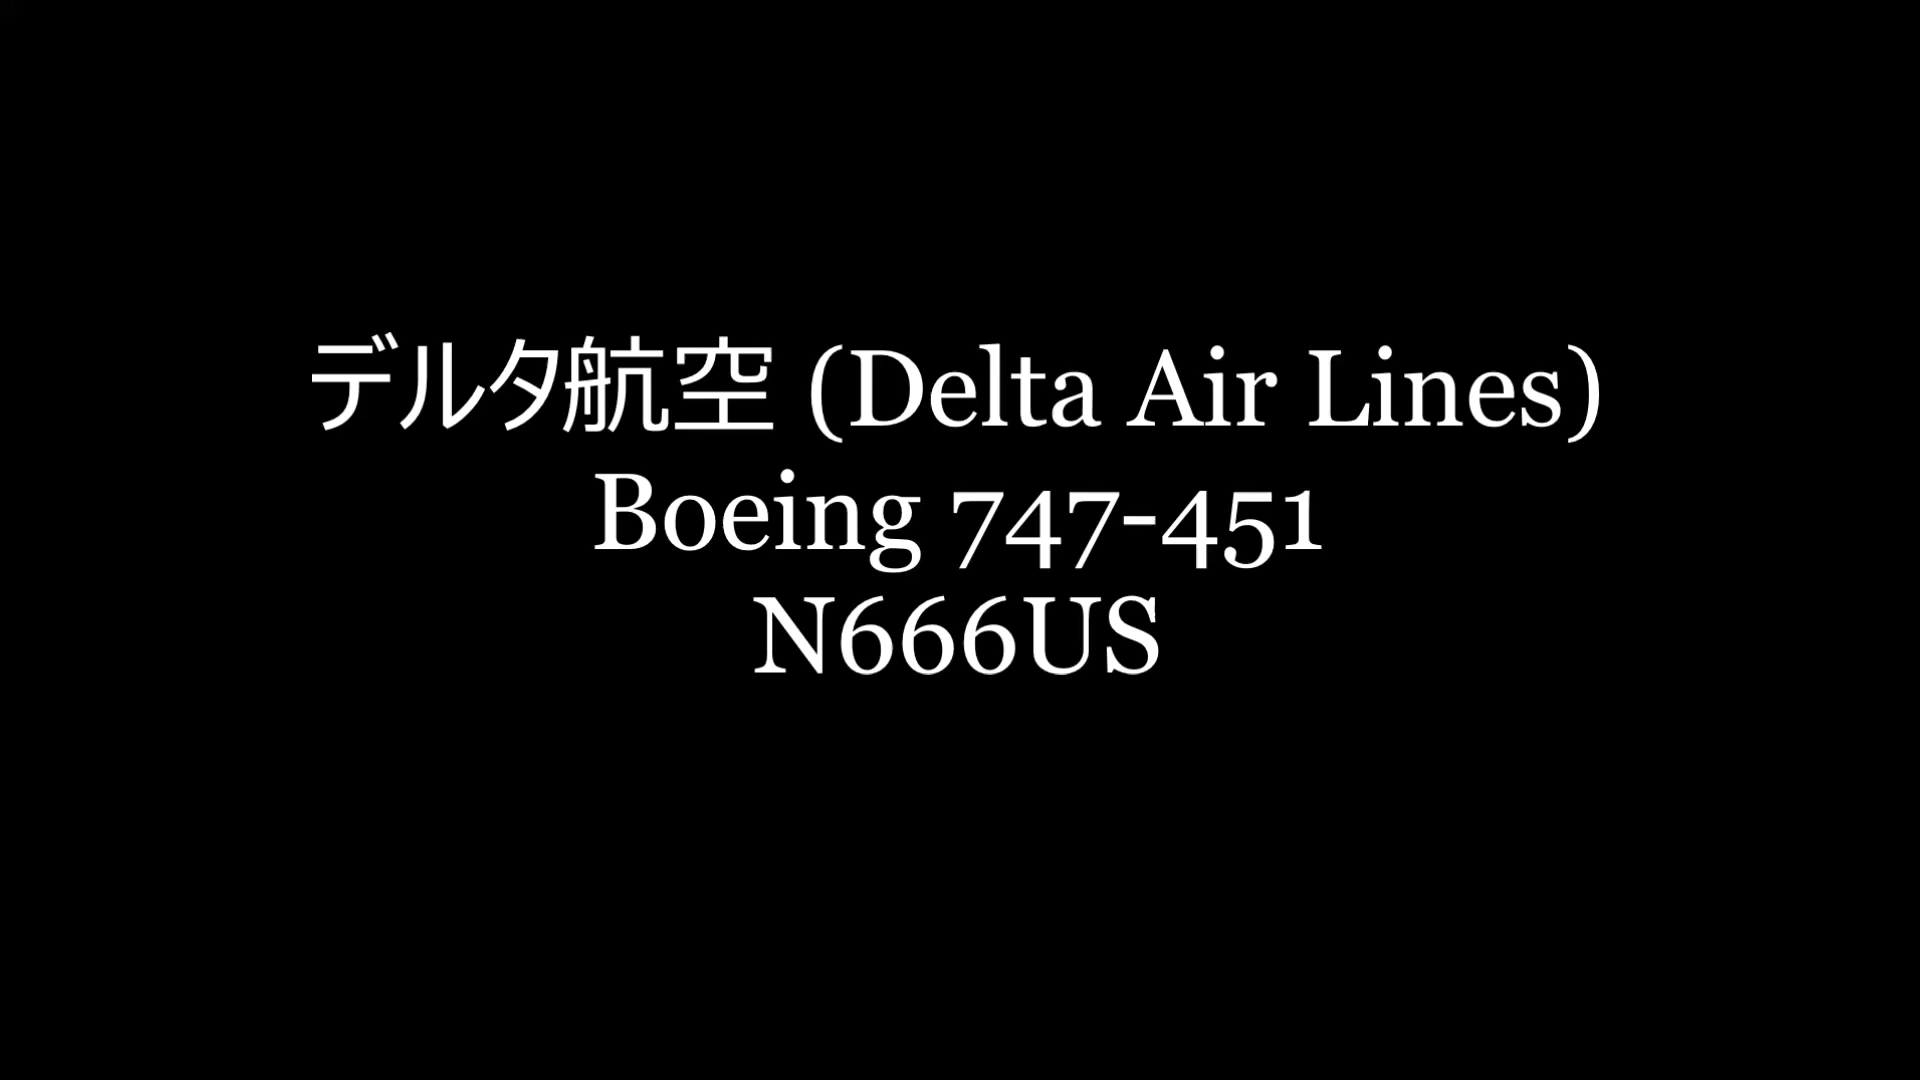 デルタ航空 (Delta Air Lines)
Boeing 747-451
N666US